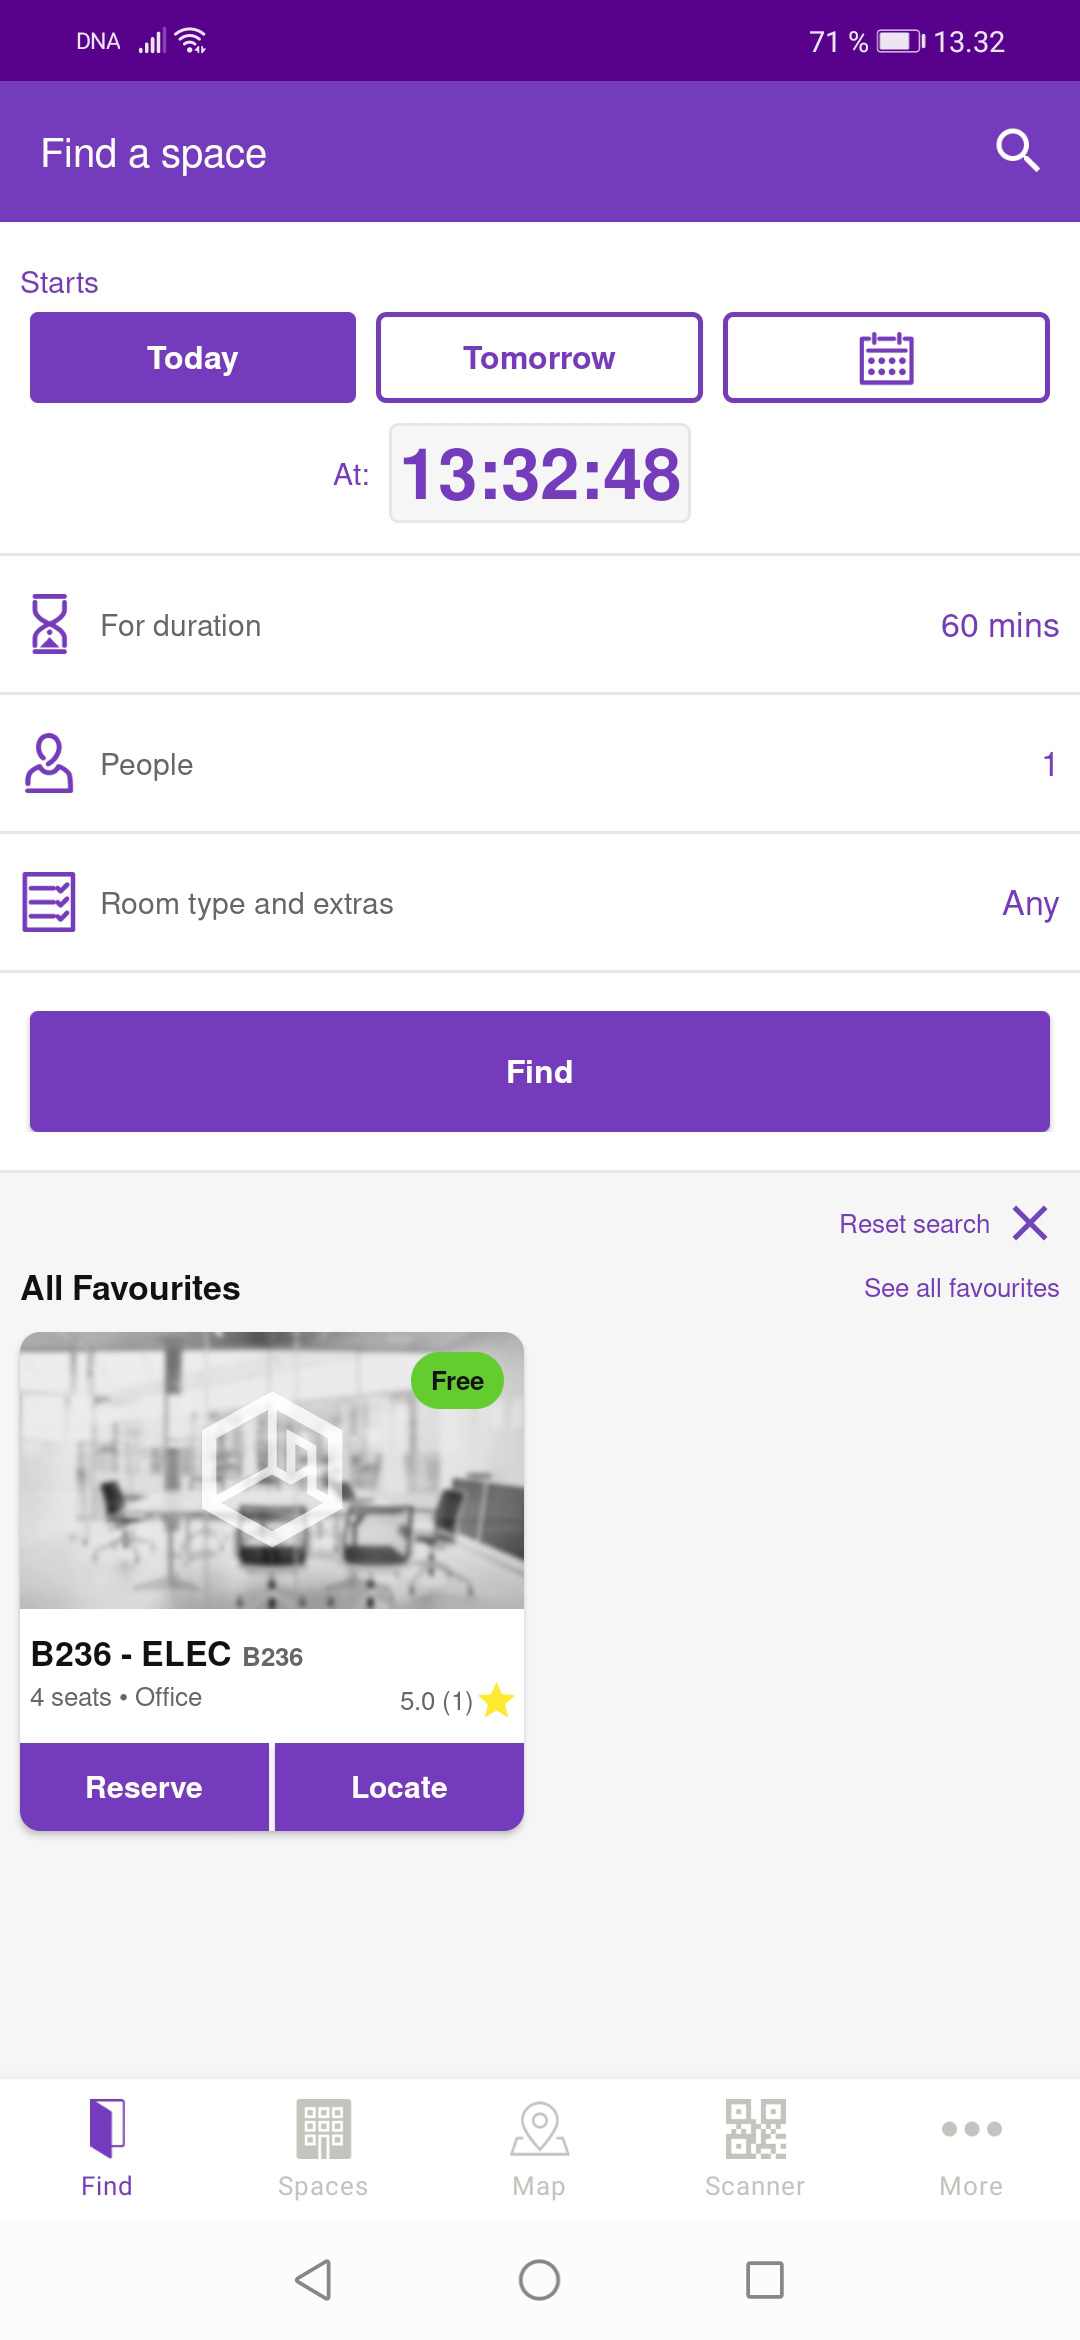 DNA 71 % 13.32
Find a space
Starts
Today Tomorrow
At: 13:32:48
For duration 60 mins
People 1
Room type and extras Any
Find
Reset search
All Favourites See all favourites
Free
B236 - ELEC B236
4 seats • Office 5.0 (1)
Reserve Locate
Find Spaces Map Scanner More